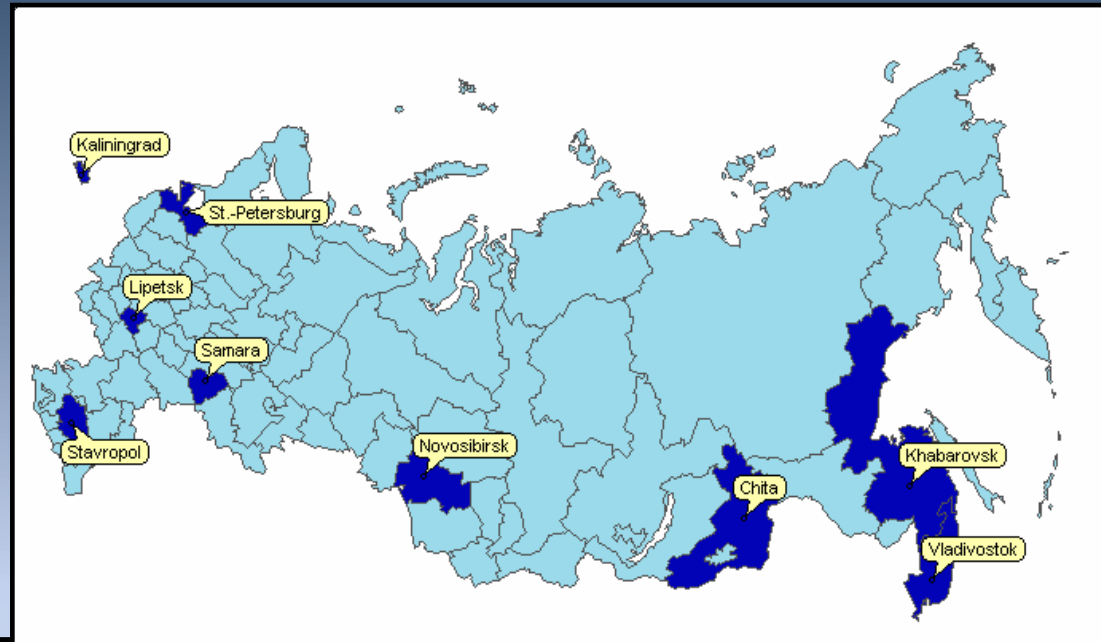 Kaliningrad
St.-Petersburg
Lipetsk
Samara
Stavropol
Novosibirsk
Khabarovsk
Chita
Vladivostok